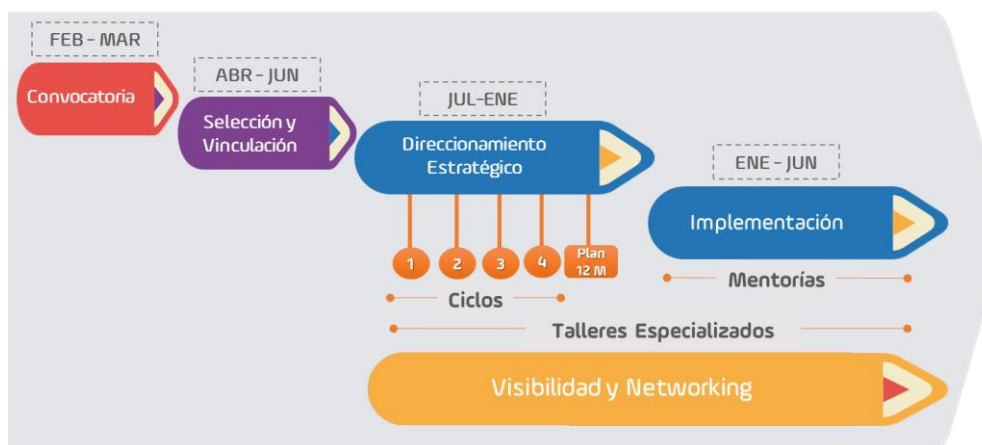 FEB - MAR
Convocatoria
ABR - JUN
Selección y
Vinculación
JUL-ENE
Direccionamiento
Estratégico
ENE - JUN
Implementación
1
2
3
4
Plan
12 M
Ciclos
Mentorías
Talleres Especializados
Visibilidad y Networking